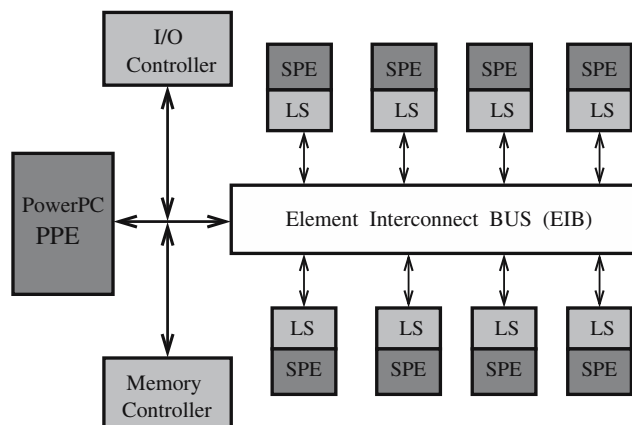 I/O
Controller
SPE
LS
SPE
LS
SPE
LS
SPE
LS
PowerPC
PPE
Element Interconnect BUS (EIB)
LS
SPE
LS
SPE
LS
SPE
LS
SPE
Memory
Controller